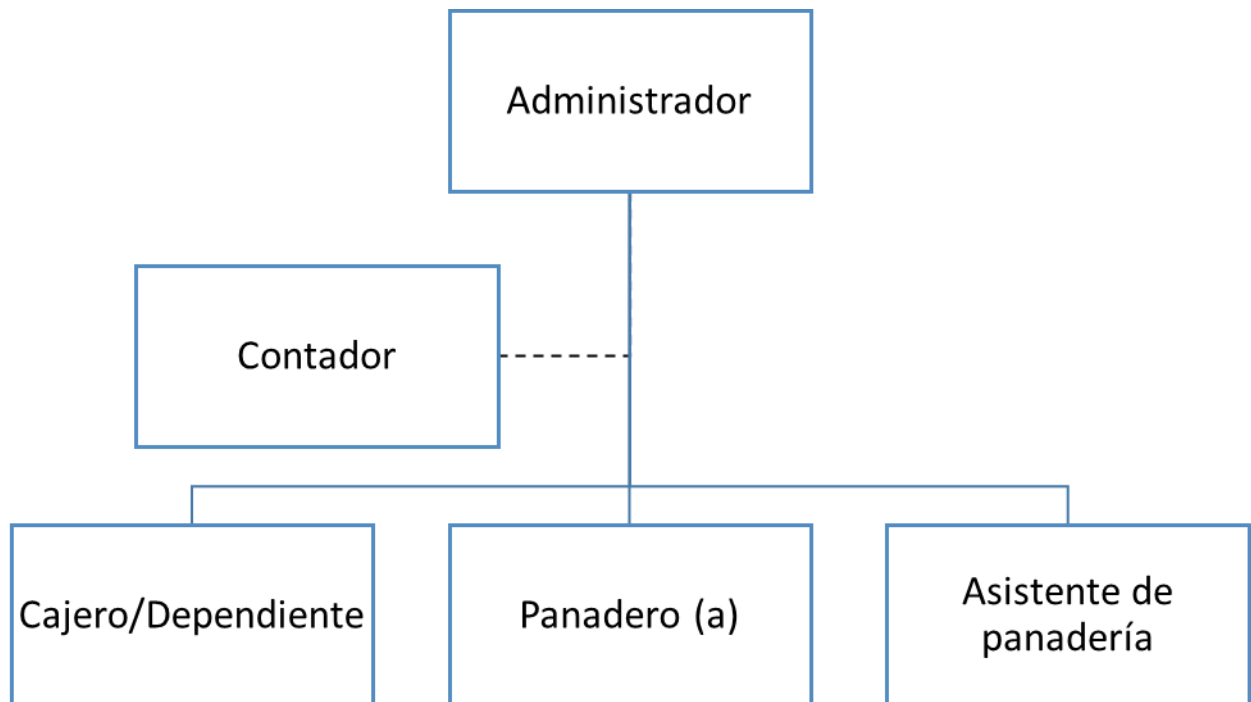 Administrador
Contador
Cajero/Dependiente
Panadero (a)
Asistente de
panadería